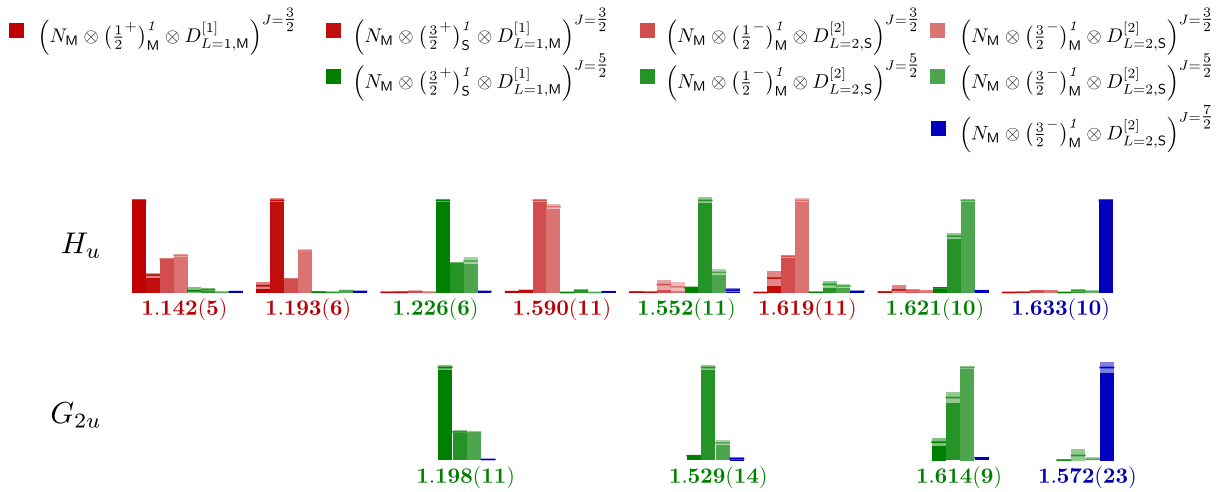 (N_M ⊗ (1/2^+)^1_M ⊗ D^[1]_{L=1,M})^{J=3/2} (N_M ⊗ (3/2^+)^1_S ⊗ D^[1]_{L=1,M})^{J=3/2} (N_M ⊗ (1/2^-)^1_M ⊗ D^[2]_{L=2,S})^{J=3/2} (N_M ⊗ (3/2^-)^1_M ⊗ D^[2]_{L=2,S})^{J=3/2}
(N_M ⊗ (3/2^+)^1_S ⊗ D^[1]_{L=1,M})^{J=5/2} (N_M ⊗ (1/2^-)^1_M ⊗ D^[2]_{L=2,S})^{J=5/2} (N_M ⊗ (3/2^-)^1_M ⊗ D^[2]_{L=2,S})^{J=5/2}
(N_M ⊗ (3/2^-)^1_M ⊗ D^[2]_{L=2,S})^{J=7/2}
H_u
1.142(5) 1.193(6) 1.226(6) 1.590(11) 1.552(11) 1.619(11) 1.621(10) 1.633(10)
G_{2u}
1.198(11) 1.529(14) 1.614(9) 1.572(23)